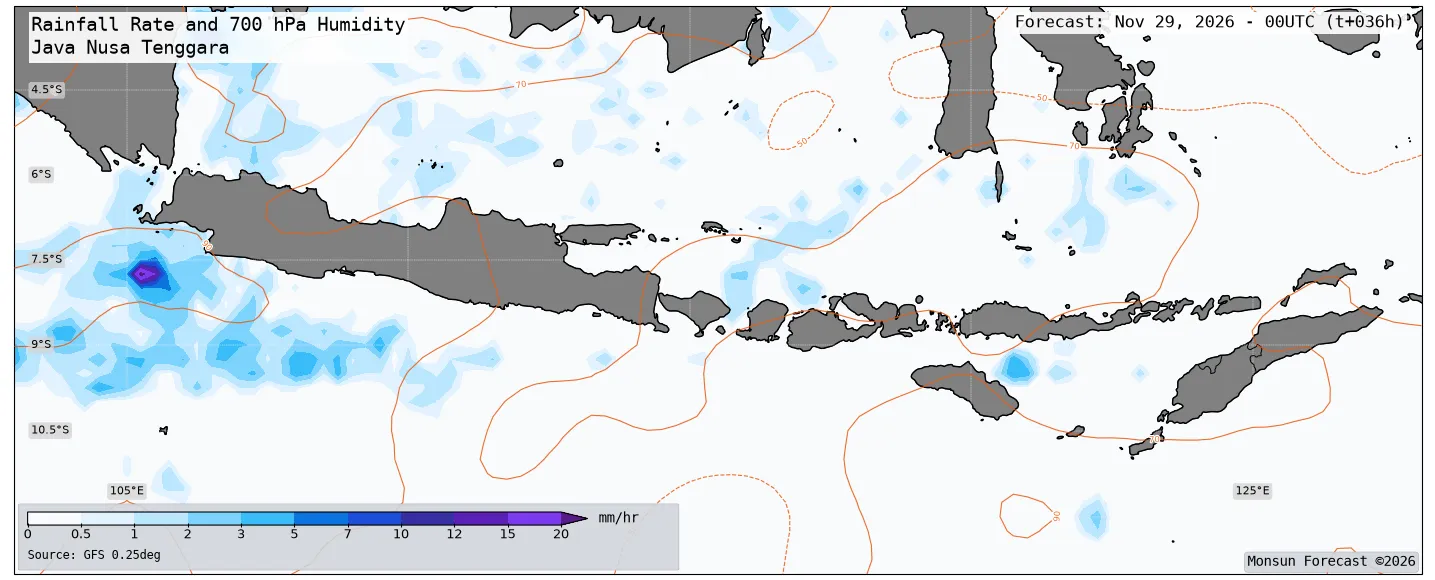 Rainfall Rate and 700 hPa Humidity
Java Nusa Tenggara
Forecast: Nov 29, 2026 - 00UTC (t+036h)
4.5°S
70
50
50
70
6°S
7.5°S
9°S
10.5°S
70
90
105°E
125°E
mm/hr
0 0.5 1 2 3 5 7 10 12 15 20
Source: GFS 0.25deg
Monsun Forecast ©2026